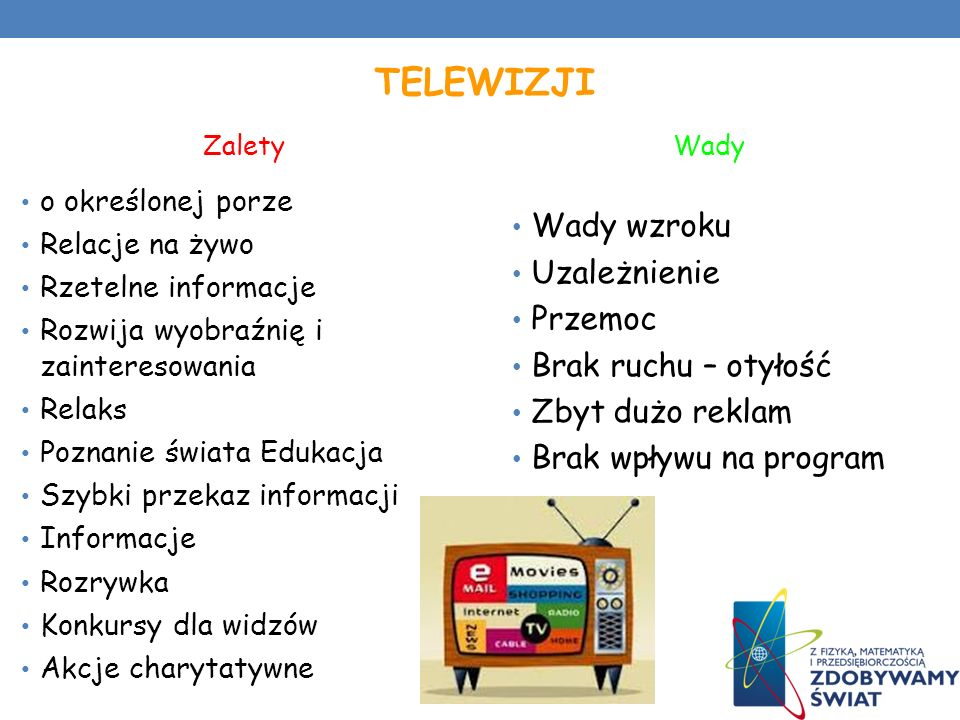 TELEWIZJI
Zalety
• o określonej porze
• Relacje na żywo
• Rzetelne informacje
• Rozwija wyobraźnię i
zainteresowania
• Relaks
• Poznanie świata Edukacja
• Szybki przekaz informacji
• Informacje
• Rozrywka
• Konkursy dla widzów
• Akcje charytatywne
Wady
• Wady wzroku
• Uzależnienie
• Przemoc
• Brak ruchu – otyłość
• Zbyt dużo reklam
• Brak wpływu na program
e MAIL
Movies
SHOPPING
Internet
RADIO
NEWS
TV
CABLE
HOME
Z FIZYKĄ, MATEMATYKĄ
I PRZEDSIĘBIORCZOŚCIĄ
ZDOBYWAMY
ŚWIAT